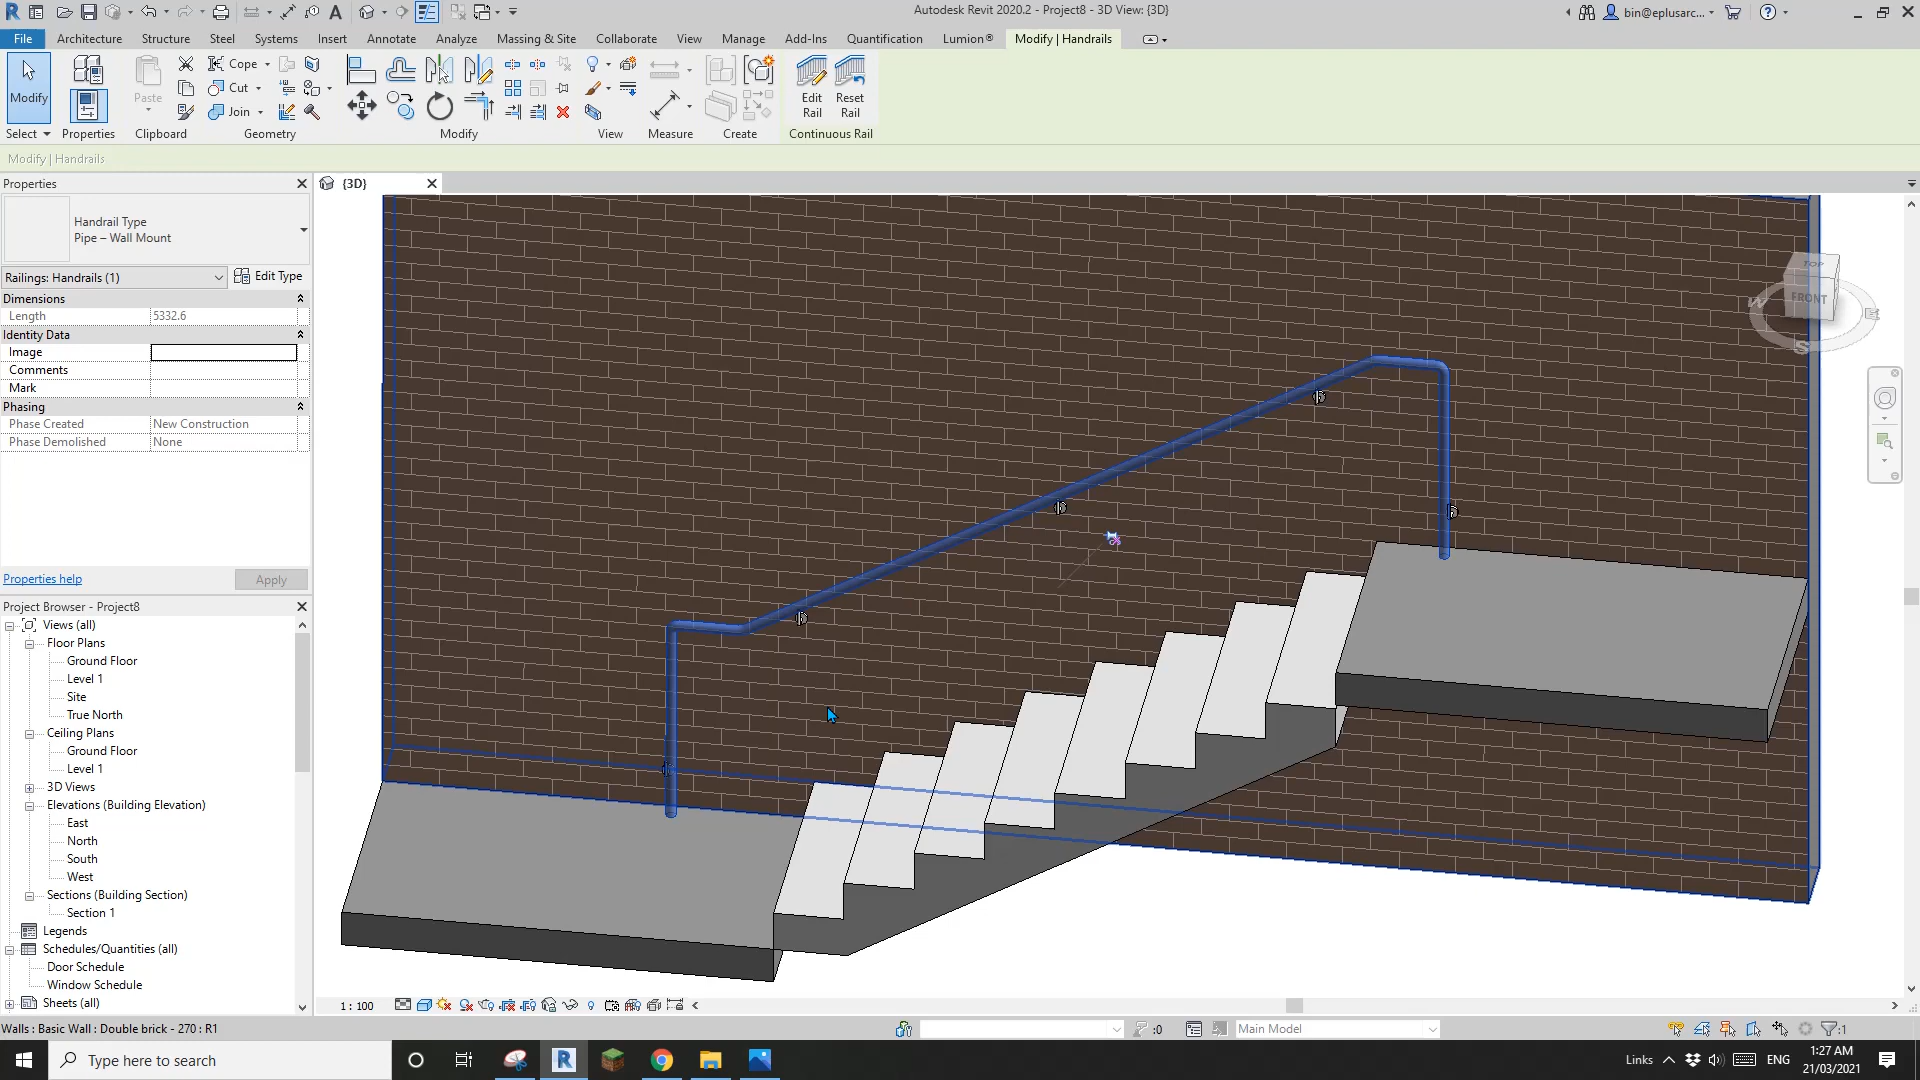 Autodesk Revit 2020.2 - Project8 - 3D View: {3D}
bin@eplusarc...
File
Architecture
Structure
Steel
Systems
Insert
Annotate
Analyze
Massing & Site
Collaborate
View
Manage
Add-Ins
Quantification
Lumion®
Modify | Handrails
Modify
Properties
Paste
Cope
Cut
Join
Edit
Rail
Reset
Rail
Select
Properties
Clipboard
Geometry
Modify
View
Measure
Create
Continuous Rail
Modify | Handrails
Properties
Handrail Type
Pipe – Wall Mount
Railings: Handrails (1)
Edit Type
Dimensions
Length 5332.6
Identity Data
Image
Comments
Mark
Phasing
Phase Created New Construction
Phase Demolished None
Properties help
Apply
Project Browser - Project8
Views (all)
Floor Plans
Ground Floor
Level 1
Site
True North
Ceiling Plans
Ground Floor
Level 1
3D Views
Elevations (Building Elevation)
East
North
South
West
Sections (Building Section)
Section 1
Legends
Schedules/Quantities (all)
Door Schedule
Window Schedule
Sheets (all)
{3D}
TOP
FRONT
W
S
E
1 : 100
Walls : Basic Wall : Double brick - 270 : R1
:0
Main Model
:1
Type here to search
Links
ENG
1:27 AM
21/03/2021